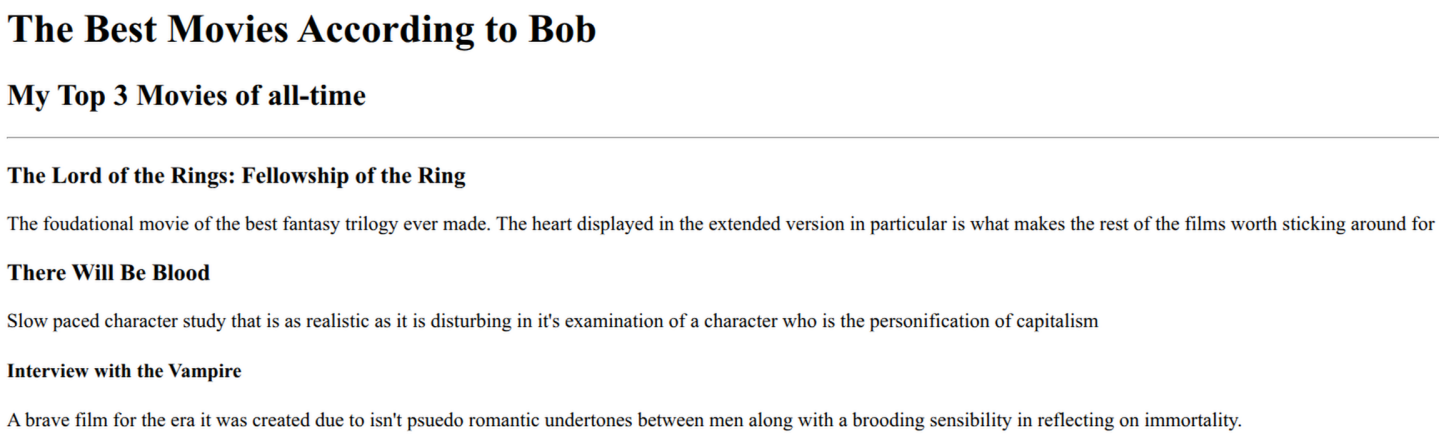 The Best Movies According to Bob
My Top 3 Movies of all-time
The Lord of the Rings: Fellowship of the Ring
The foudational movie of the best fantasy trilogy ever made. The heart displayed in the extended version in particular is what makes the rest of the films worth sticking around for
There Will Be Blood
Slow paced character study that is as realistic as it is disturbing in it's examination of a character who is the personification of capitalism
Interview with the Vampire
A brave film for the era it was created due to isn't psuedo romantic undertones between men along with a brooding sensibility in reflecting on immortality.